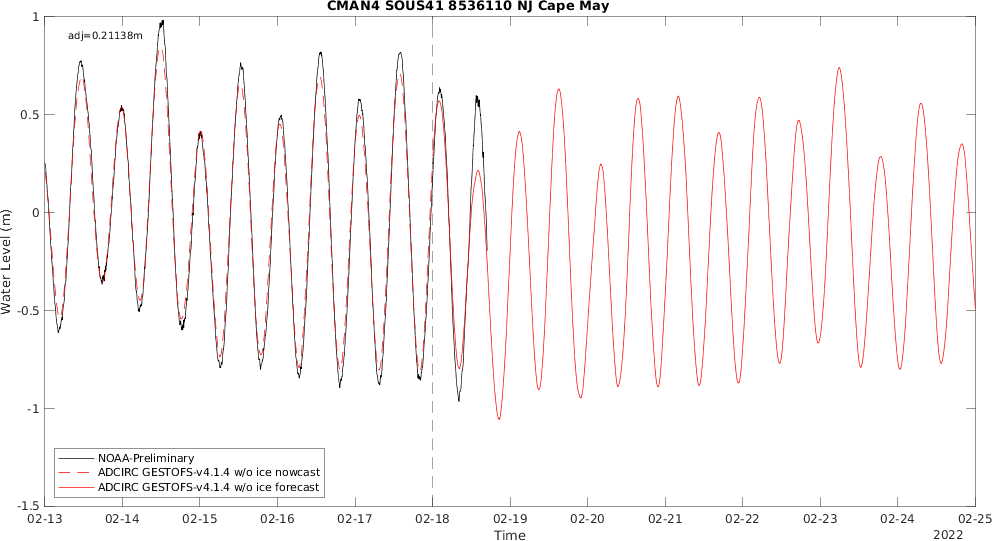 CMAN4 SOUS41 8536110 NJ Cape May
adj=0.21138m
1
0.5
0
-0.5
-1
-1.5
Water Level (m)
NOAA-Preliminary
ADCIRC GESTOFS-v4.1.4 w/o ice nowcast
ADCIRC GESTOFS-v4.1.4 w/o ice forecast
02-13 02-14 02-15 02-16 02-17 02-18 02-19 02-20 02-21 02-22 02-23 02-24 02-25
Time
2022